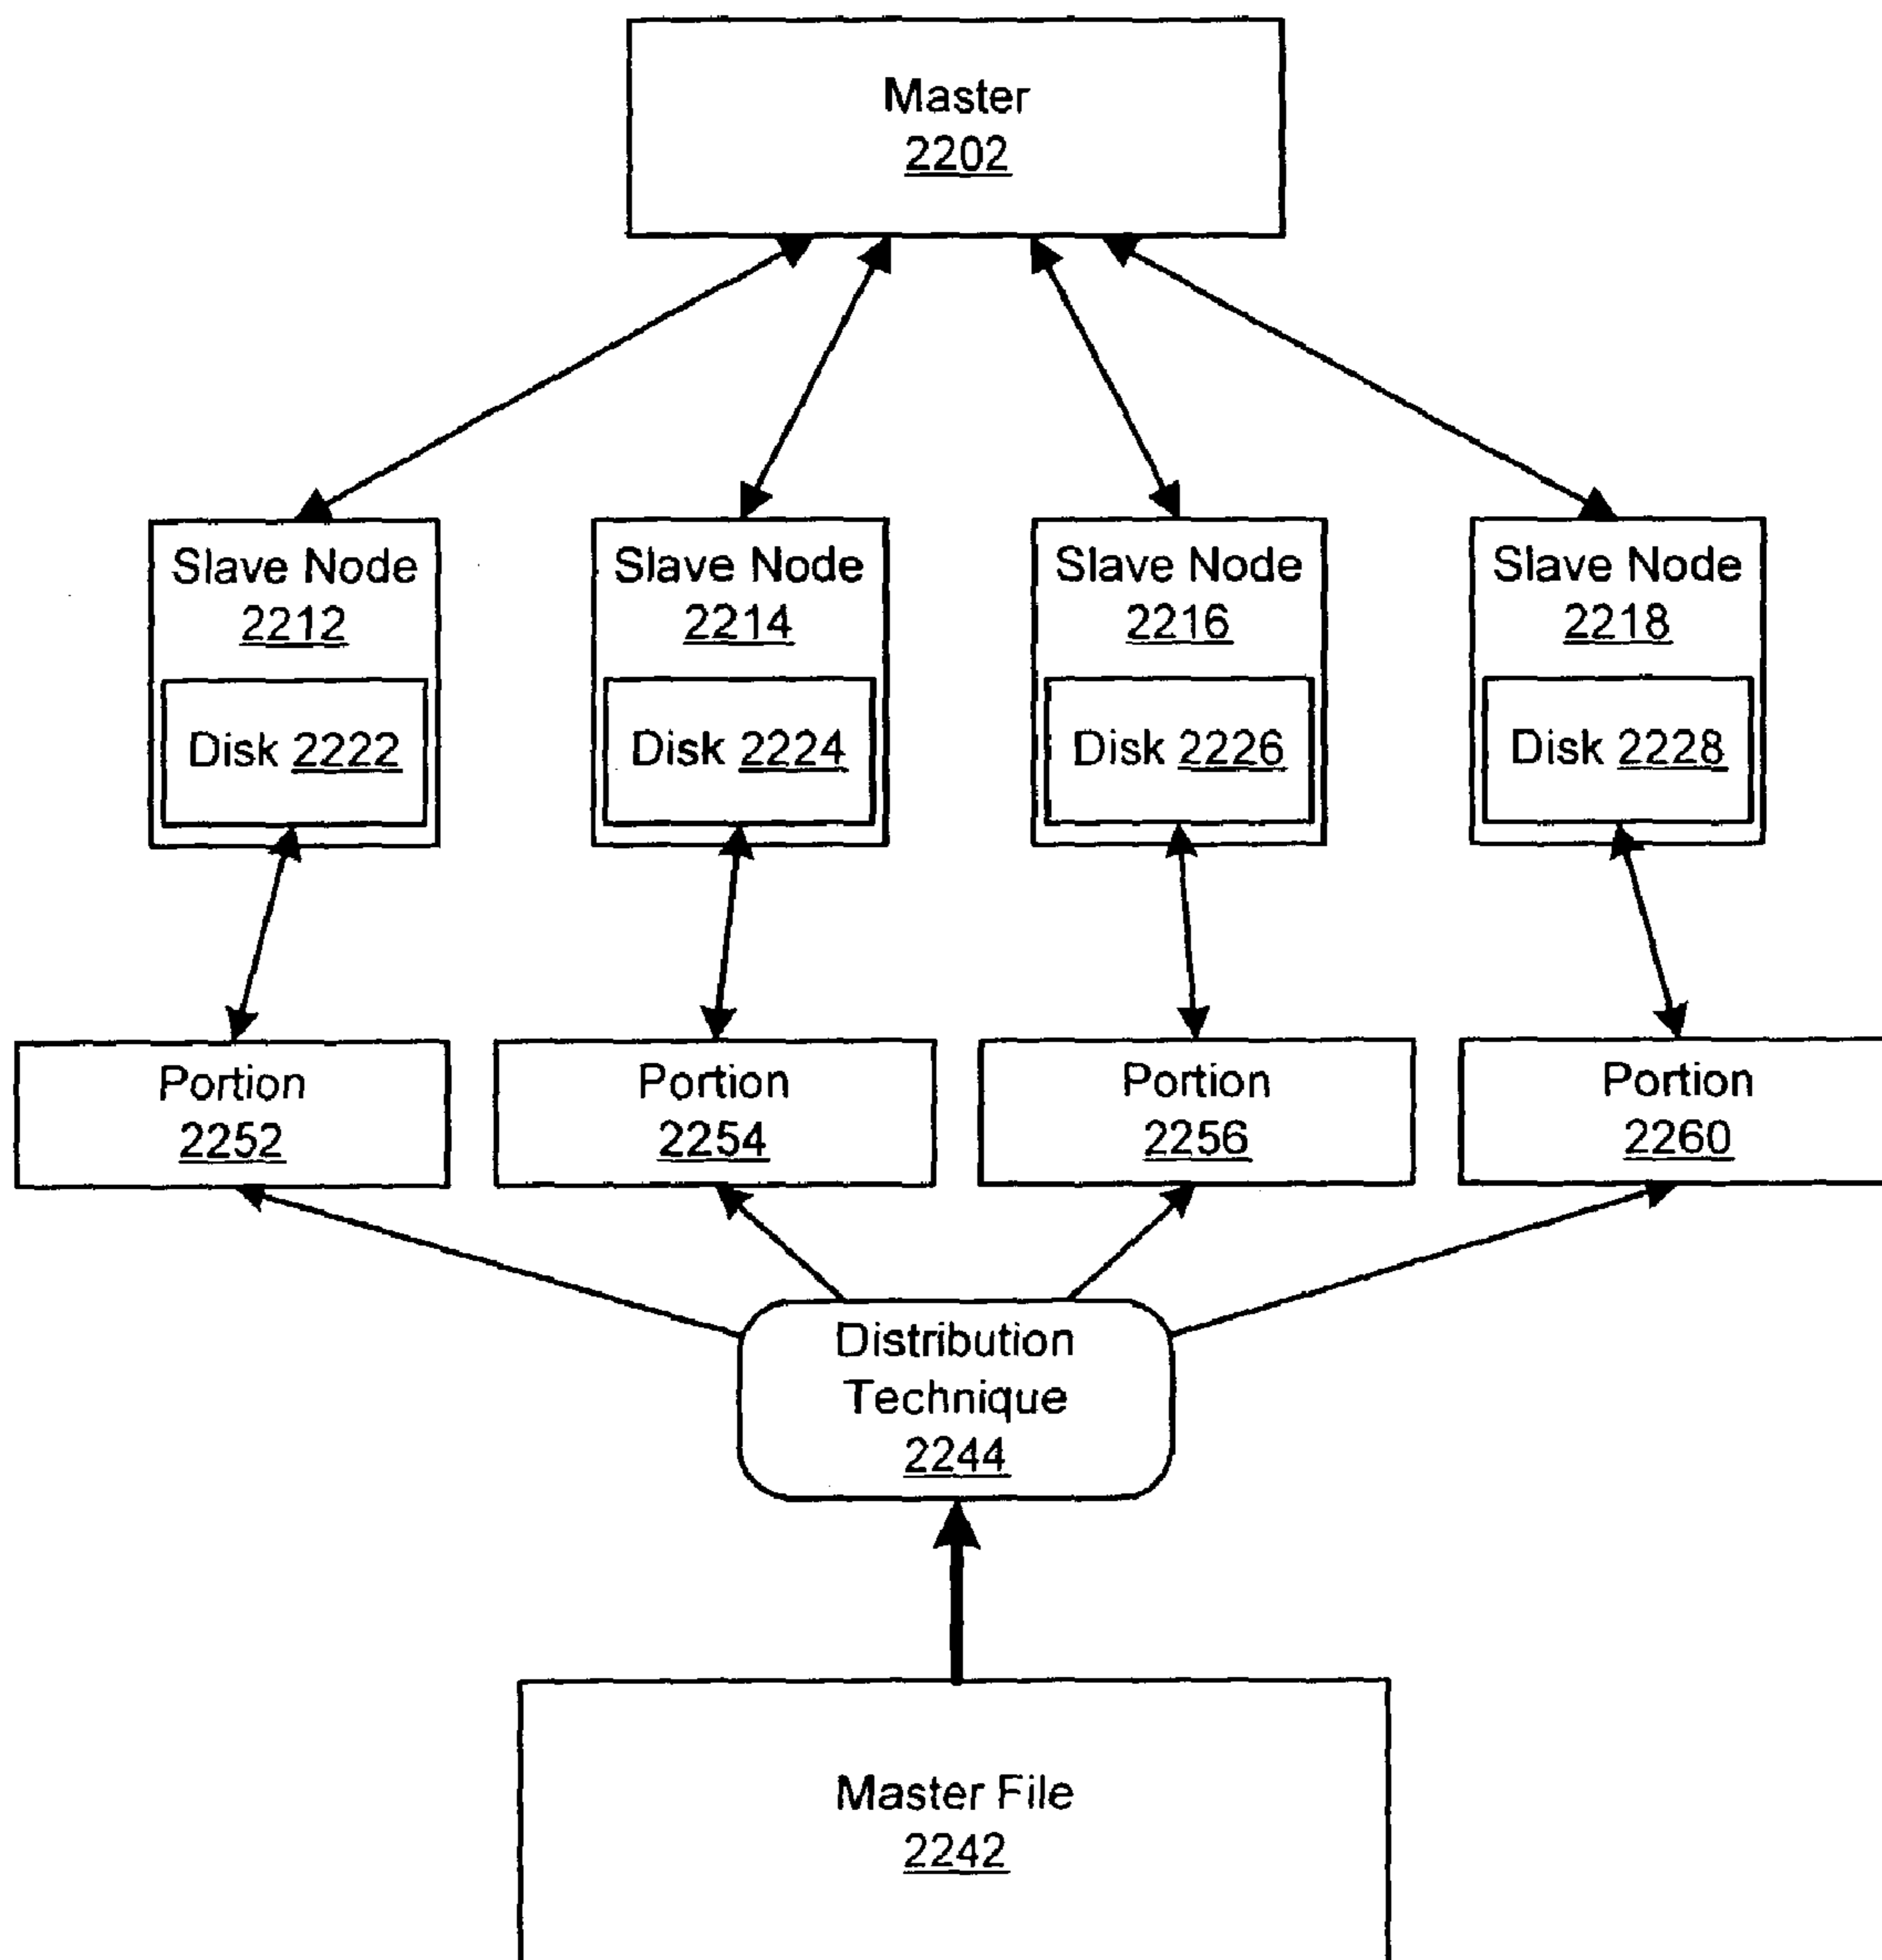 Master
2202
Slave Node
2212
Disk 2222
Slave Node
2214
Disk 2224
Slave Node
2216
Disk 2226
Slave Node
2218
Disk 2228
Portion
2252
Portion
2254
Portion
2256
Portion
2260
Distribution
Technique
2244
Master File
2242